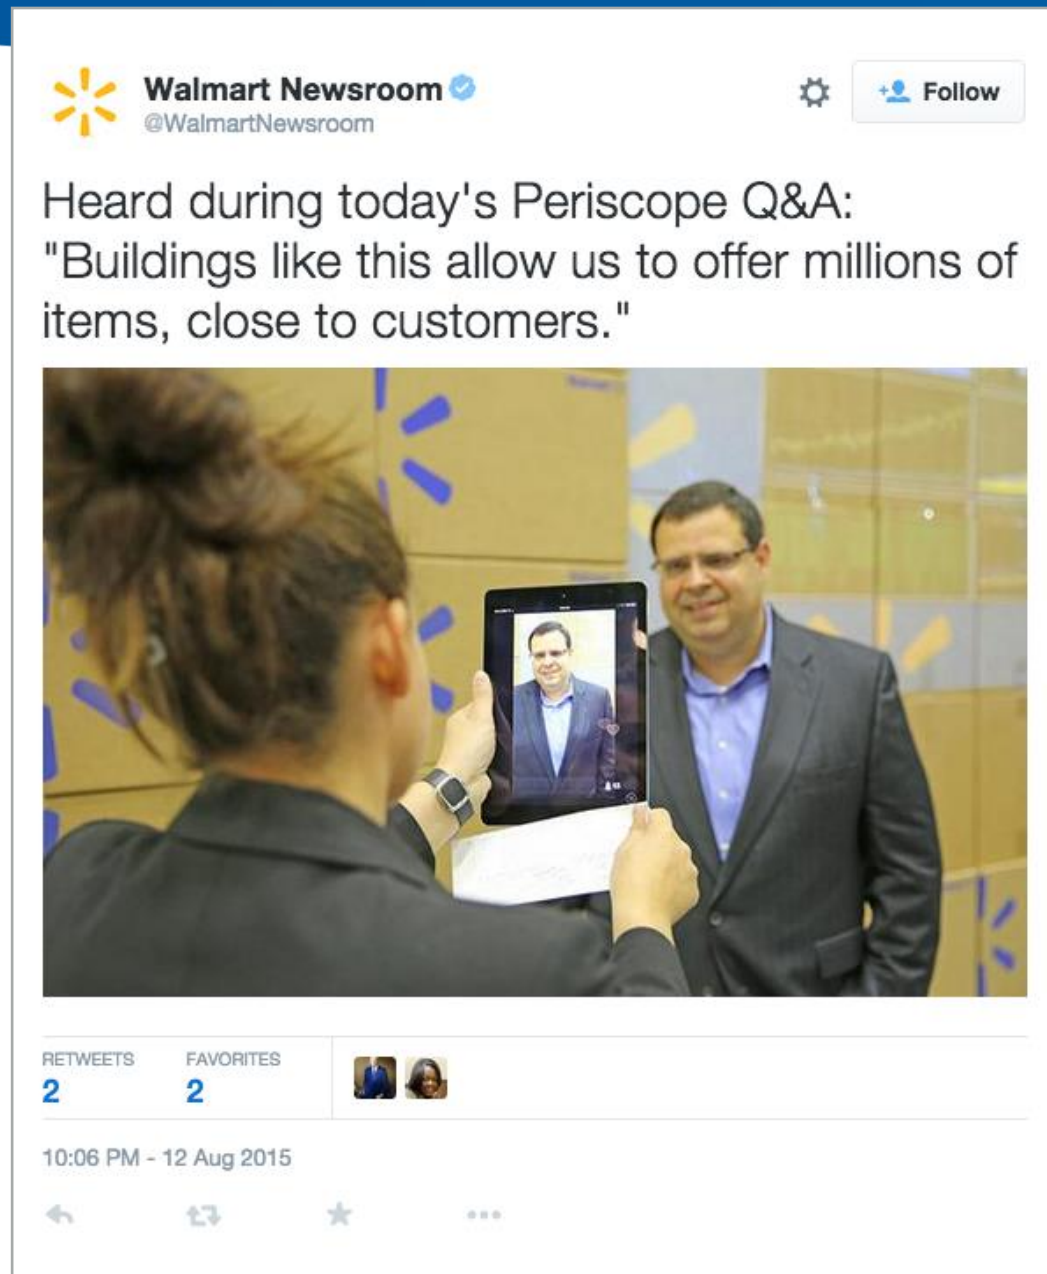 Walmart Newsroom
@WalmartNewsroom
Follow
Heard during today's Periscope Q&A:
"Buildings like this allow us to offer millions of
items, close to customers."
RETWEETS
2
FAVORITES
2
10:06 PM - 12 Aug 2015